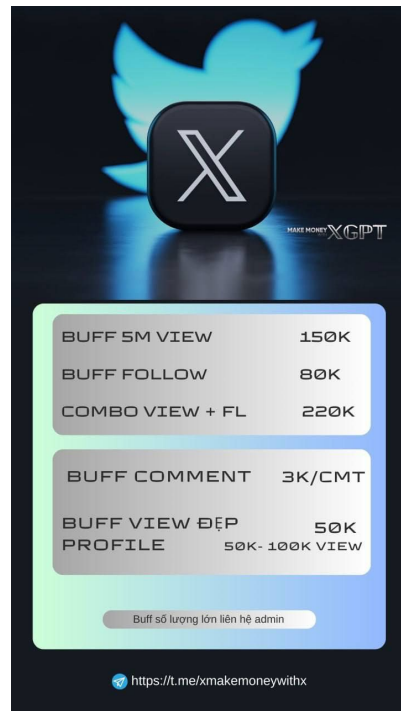 MAKE MONEY XGPT
BUFF 5M VIEW 150K
BUFF FOLLOW 80K
COMBO VIEW + FL 220K
BUFF COMMENT 3K/CMT
BUFF VIEW ĐẸP 50K
PROFILE 50K- 100K VIEW
Buff số lượng lớn liên hệ admin
https://t.me/xmakemoneywithx